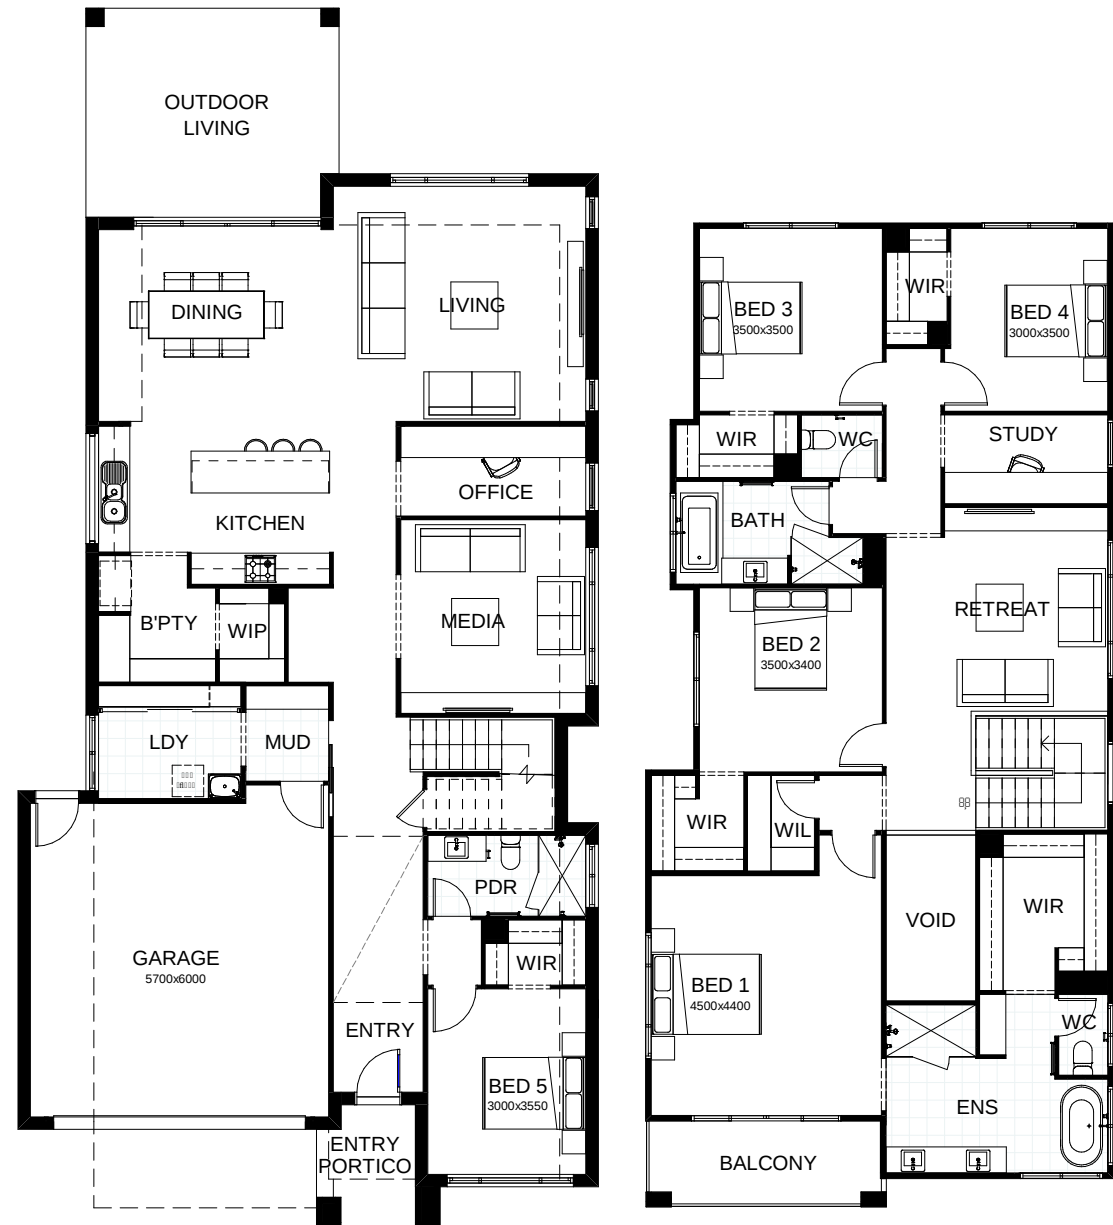 OUTDOOR
LIVING
DINING
LIVING
KITCHEN
OFFICE
B'PTY
WIP
MEDIA
LDY
MUD
PDR
GARAGE
5700x6000
WIR
ENTRY
BED 5
3000x3550
ENTRY
PORTICO
WIR
BED 3
3500x3500
BED 4
3000x3500
WIR
WC
STUDY
BATH
RETREAT
BED 2
3500x3400
WIR
WIL
VOID
WIR
BED 1
4500x4400
WC
ENS
BALCONY